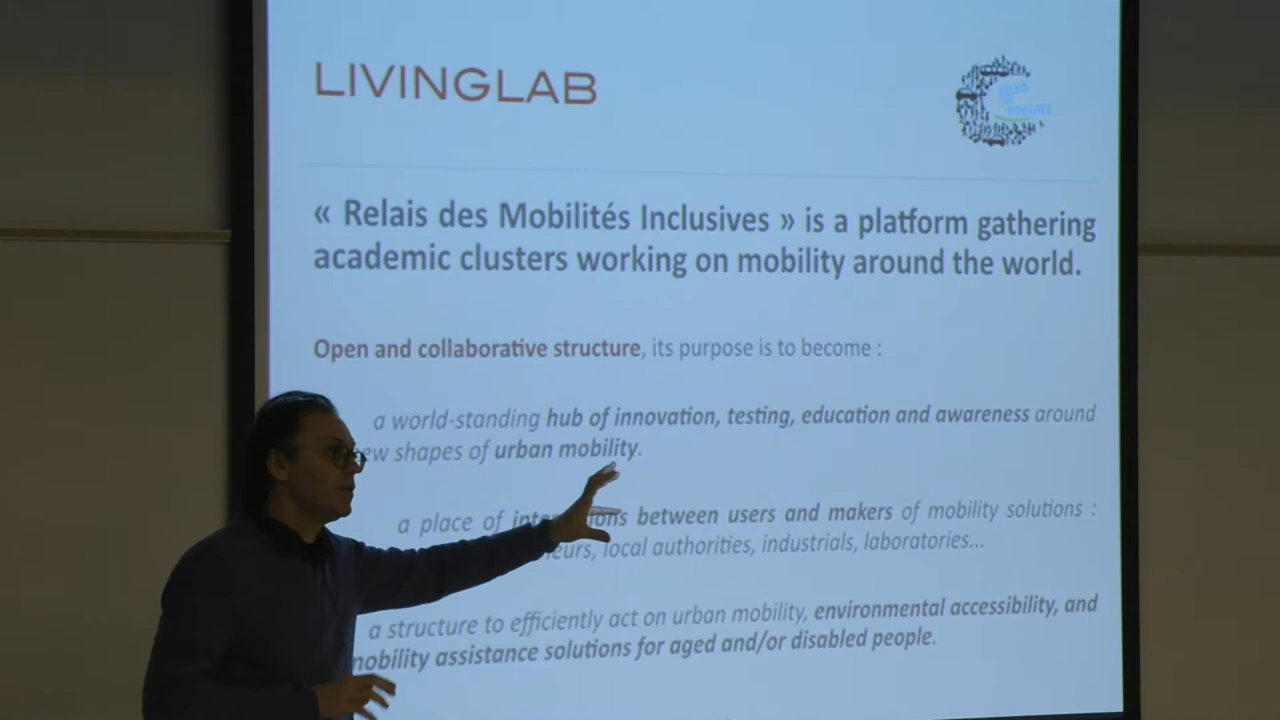 LIVINGLAB
« Relais des Mobilités Inclusives » is a platform gathering
academic clusters working on mobility around the world.
Open and collaborative structure, its purpose is to become :
a world-standing hub of innovation, testing, education and awareness around
ew shapes of urban mobility.
a place of between users and makers of mobility solutions :
eurs, local authorities, industrials, laboratories...
a structure to efficiently act on urban mobility, environmental accessibility, and
mobility assistance solutions for aged and/or disabled people.